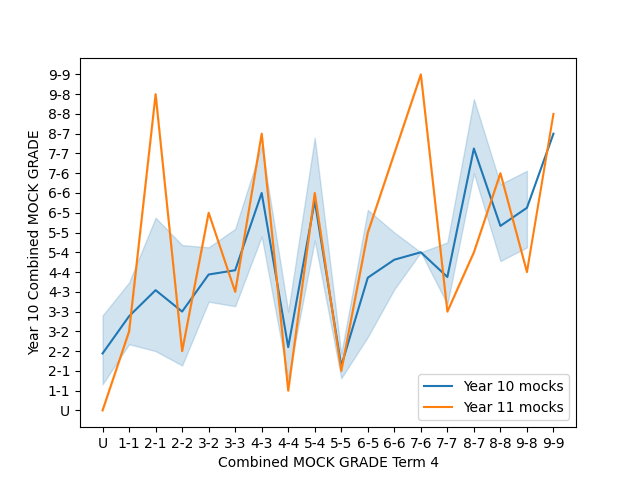 9-9
9-8
8-8
8-7
7-7
7-6
6-6
6-5
5-5
5-4
4-4
4-3
3-3
3-2
2-2
2-1
1-1
U
Year 10 Combined MOCK GRADE
Year 10 mocks
Year 11 mocks
U 1-1 2-1 2-2 3-2 3-3 4-3 4-4 5-4 5-5 6-5 6-6 7-6 7-7 8-7 8-8 9-8 9-9
Combined MOCK GRADE Term 4